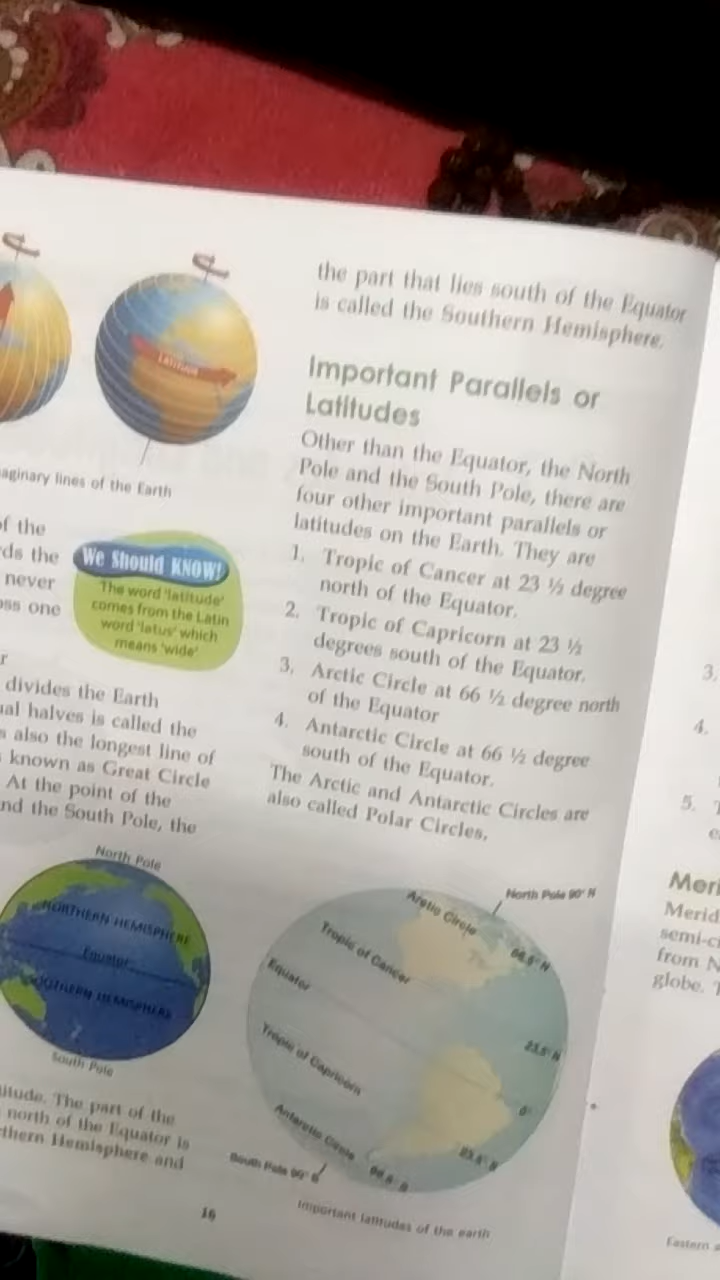 LATITUDE
aginary lines of the Earth
of the
ds the
never
oss one
We Should KNOW!
The word 'latitude'
comes from the Latin
word 'latus' which
means 'wide'
r
divides the Earth
ual halves is called the
s also the longest line of
known as Great Circle
At the point of the
nd the South Pole, the
North Pole
NORTHERN HEMISPHERE
Equator
SOUTHERN HEMISPHERE
South Pole
titude. The part of the
north of the Equator is
thern Hemisphere and
the part that lies south of the Equator
is called the Southern Hemisphere.
Important Parallels or
Latitudes
Other than the Equator, the North
Pole and the South Pole, there are
four other important parallels or
latitudes on the Earth. They are
1. Tropic of Cancer at 23 ½ degree
north of the Equator.
2. Tropic of Capricorn at 23 ½
degrees south of the Equator.
3. Arctic Circle at 66 ½ degree north
of the Equator
4. Antarctic Circle at 66 ½ degree
south of the Equator.
The Arctic and Antarctic Circles are
also called Polar Circles.
North Pole 90° N
Arctic Circle
66.5° N
Tropic of Cancer
23.5° N
Equator
0°
Tropic of Capricorn
23.5° S
Antarctic Circle
66.5° S
South Pole 90° S
Important latitudes of the earth
16
3.
4.
5. T
e
Meri
Merid
semi-ci
from N
globe. T
Eastern a